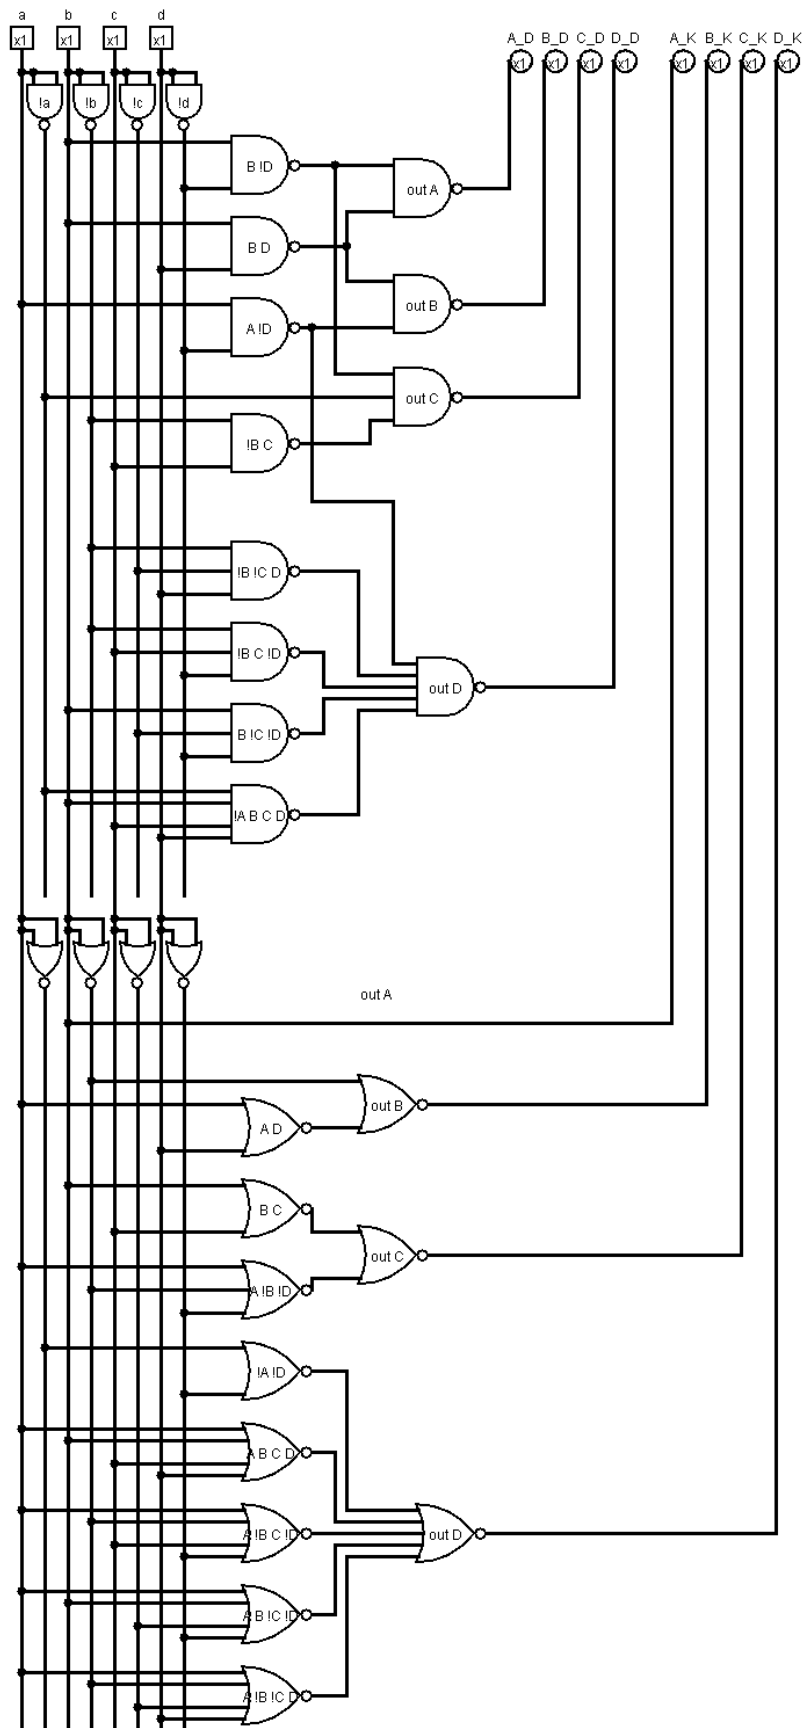 a b c d
x1 x1 x1 x1
A_D B_D C_D D_D A_K B_K C_K D_K
x1 x1 x1 x1 x1 x1 x1 x1
!a !b !c !d
B !D
out A
B D
out B
A !D
out C
!B C
!B !C D
!B C !D
out D
B !C !D
!A B C D
out A
out B
A D
B C
out C
A !B !D
!A !D
A B C D
A !B C !D
out D
A B !C !D
A !B !C D